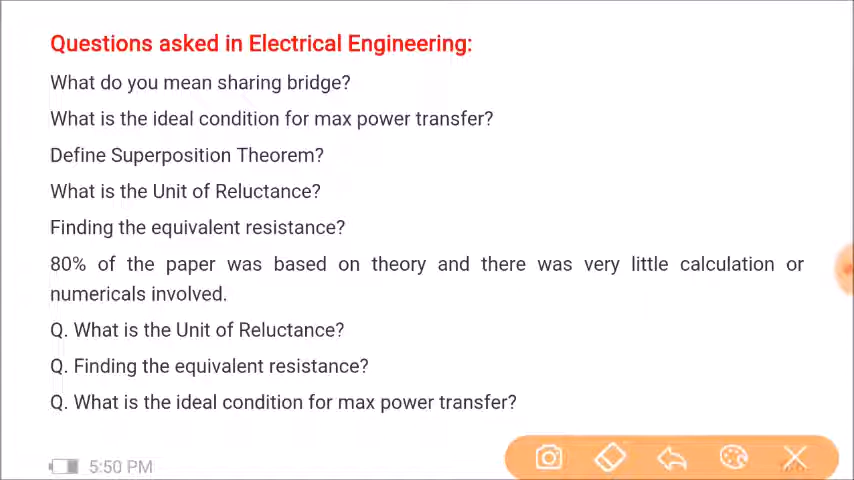 Questions asked in Electrical Engineering:
What do you mean sharing bridge?
What is the ideal condition for max power transfer?
Define Superposition Theorem?
What is the Unit of Reluctance?
Finding the equivalent resistance?
80% of the paper was based on theory and there was very little calculation or
numericals involved.
Q. What is the Unit of Reluctance?
Q. Finding the equivalent resistance?
Q. What is the ideal condition for max power transfer?
5:50 PM